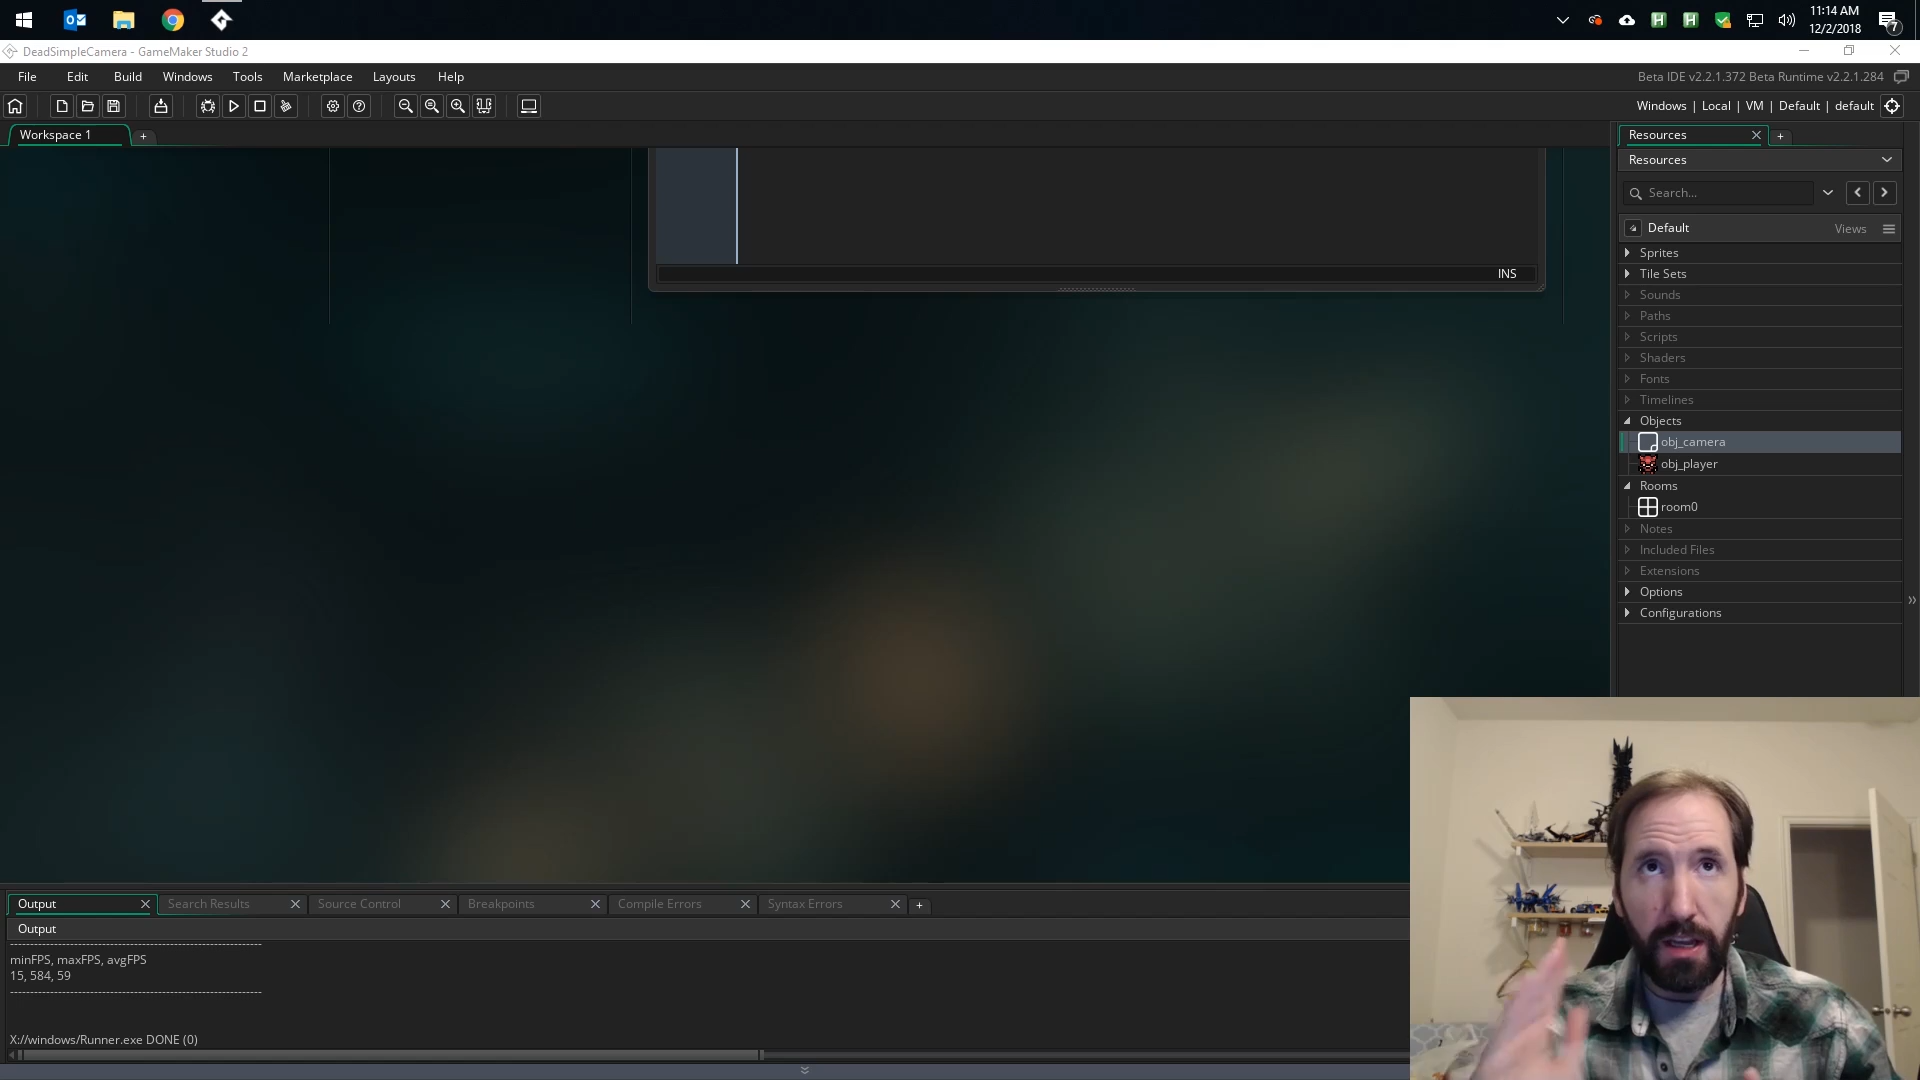 11:14 AM
12/2/2018
7
DeadSimpleCamera - GameMaker Studio 2
File Edit Build Windows Tools Marketplace Layouts Help
Beta IDE v2.2.1.372 Beta Runtime v2.2.1.284
Windows | Local | VM | Default | default
Workspace 1
Resources
Resources
Search...
Default Views
Sprites
Tile Sets
Sounds
Paths
Scripts
Shaders
Fonts
Timelines
Objects
obj_camera
obj_player
Rooms
room0
Notes
Included Files
Extensions
Options
Configurations
INS
Output Search Results Source Control Breakpoints Compile Errors Syntax Errors
Output
minFPS, maxFPS, avgFPS
15, 584, 59
X://windows/Runner.exe DONE (0)